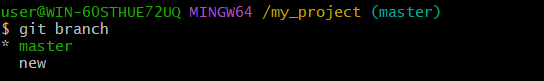 user@WIN-6OSTHUE72UQ MINGW64 /my_project (master)
$ git branch
* master
  new